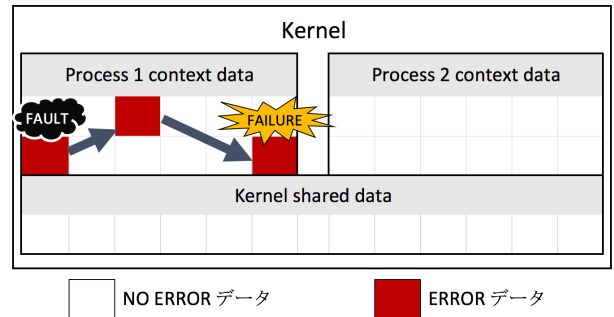 Kernel
Process 1 context data
Process 2 context data
FAULT
FAILURE
Kernel shared data
NO ERROR データ
ERROR データ